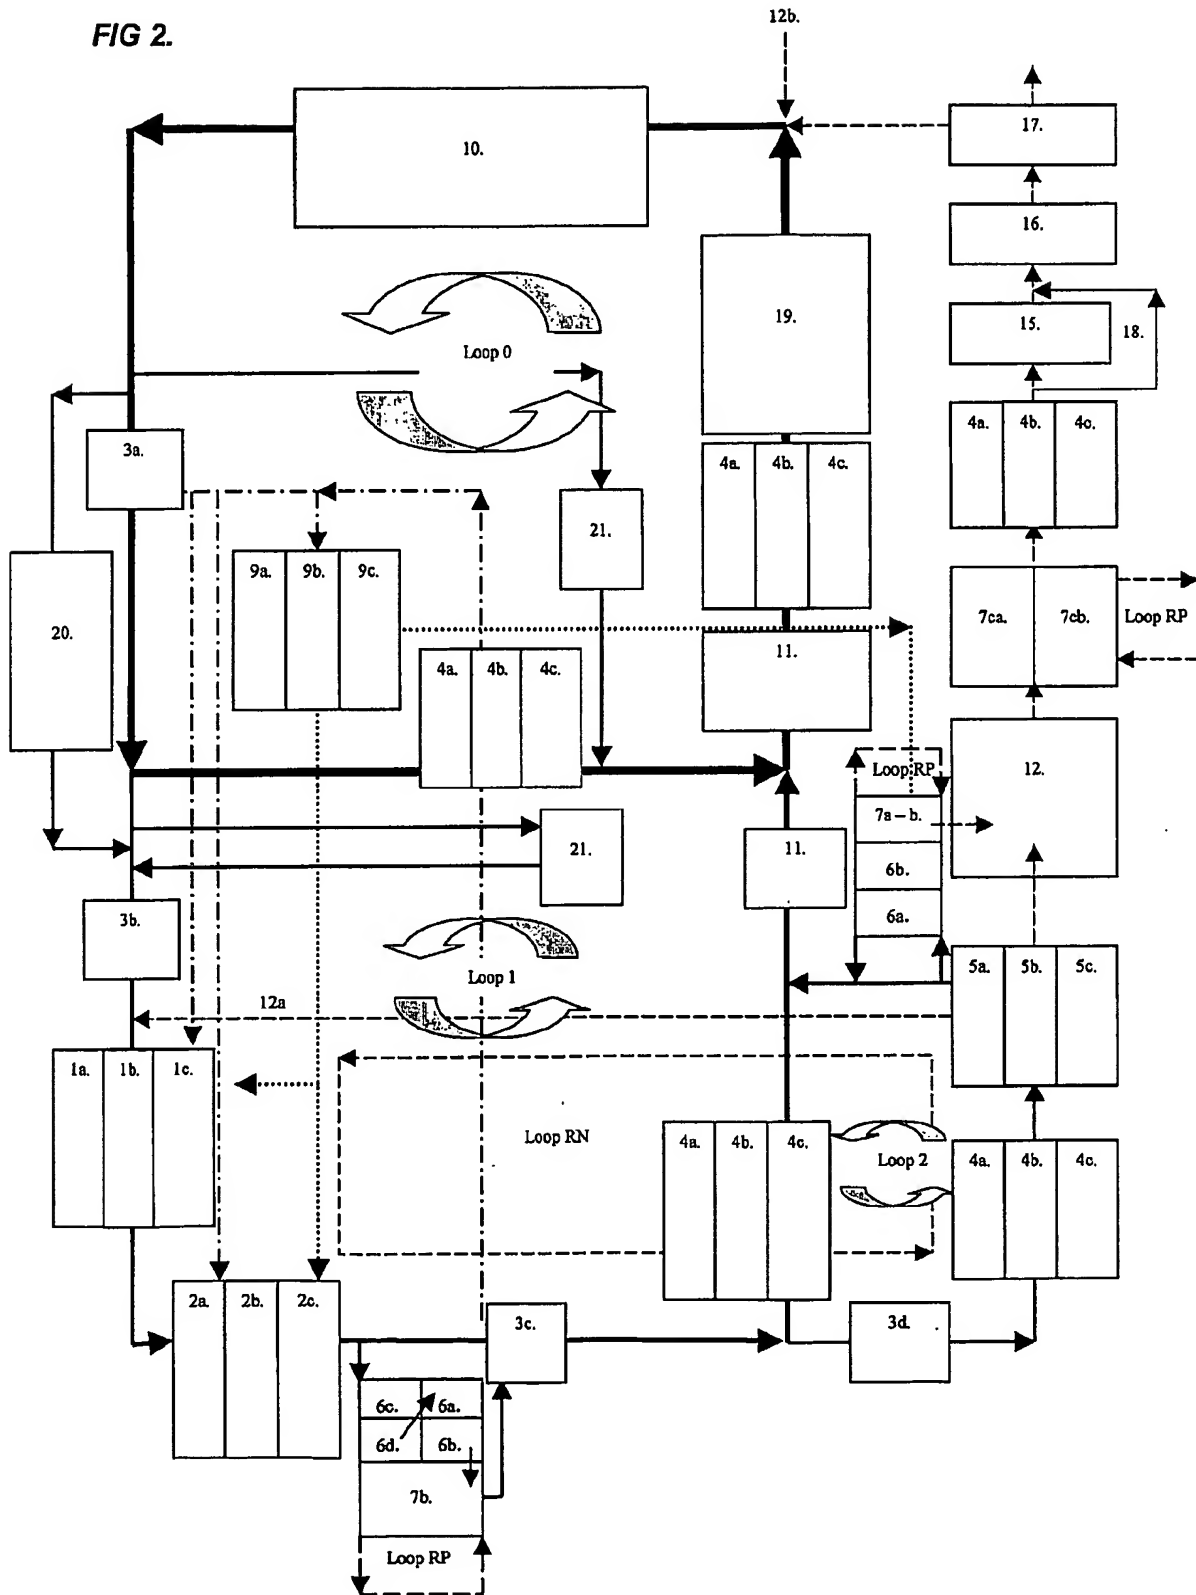 FIG 2.
12b.
10.
17.
16.
19.
15.
18.
Loop 0
3a.
4a. 4b. 4c.
4a. 4b. 4c.
21.
9a. 9b. 9c.
20.
7ca. 7cb.
Loop RP
11.
4a. 4b. 4c.
12.
Loop RP
7a – b.
21.
11.
6b.
3b.
6a.
5a. 5b. 5c.
Loop 1
12a
1a. 1b. 1c.
Loop RN
4a. 4b. 4c.
Loop 2
4a. 4b. 4c.
2a. 2b. 2c.
3c.
3d.
6c. 6a.
6d. 6b.
7b.
Loop RP